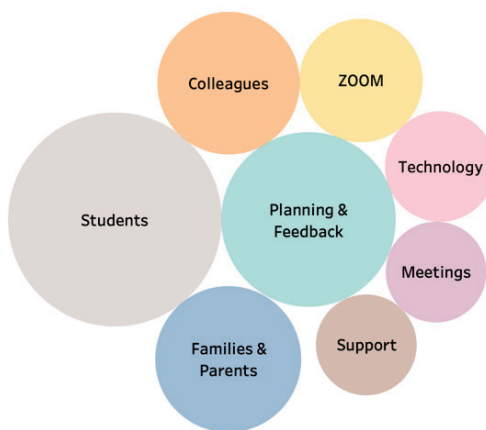 Colleagues
ZOOM
Technology
Students
Planning &
Feedback
Meetings
Families &
Parents
Support